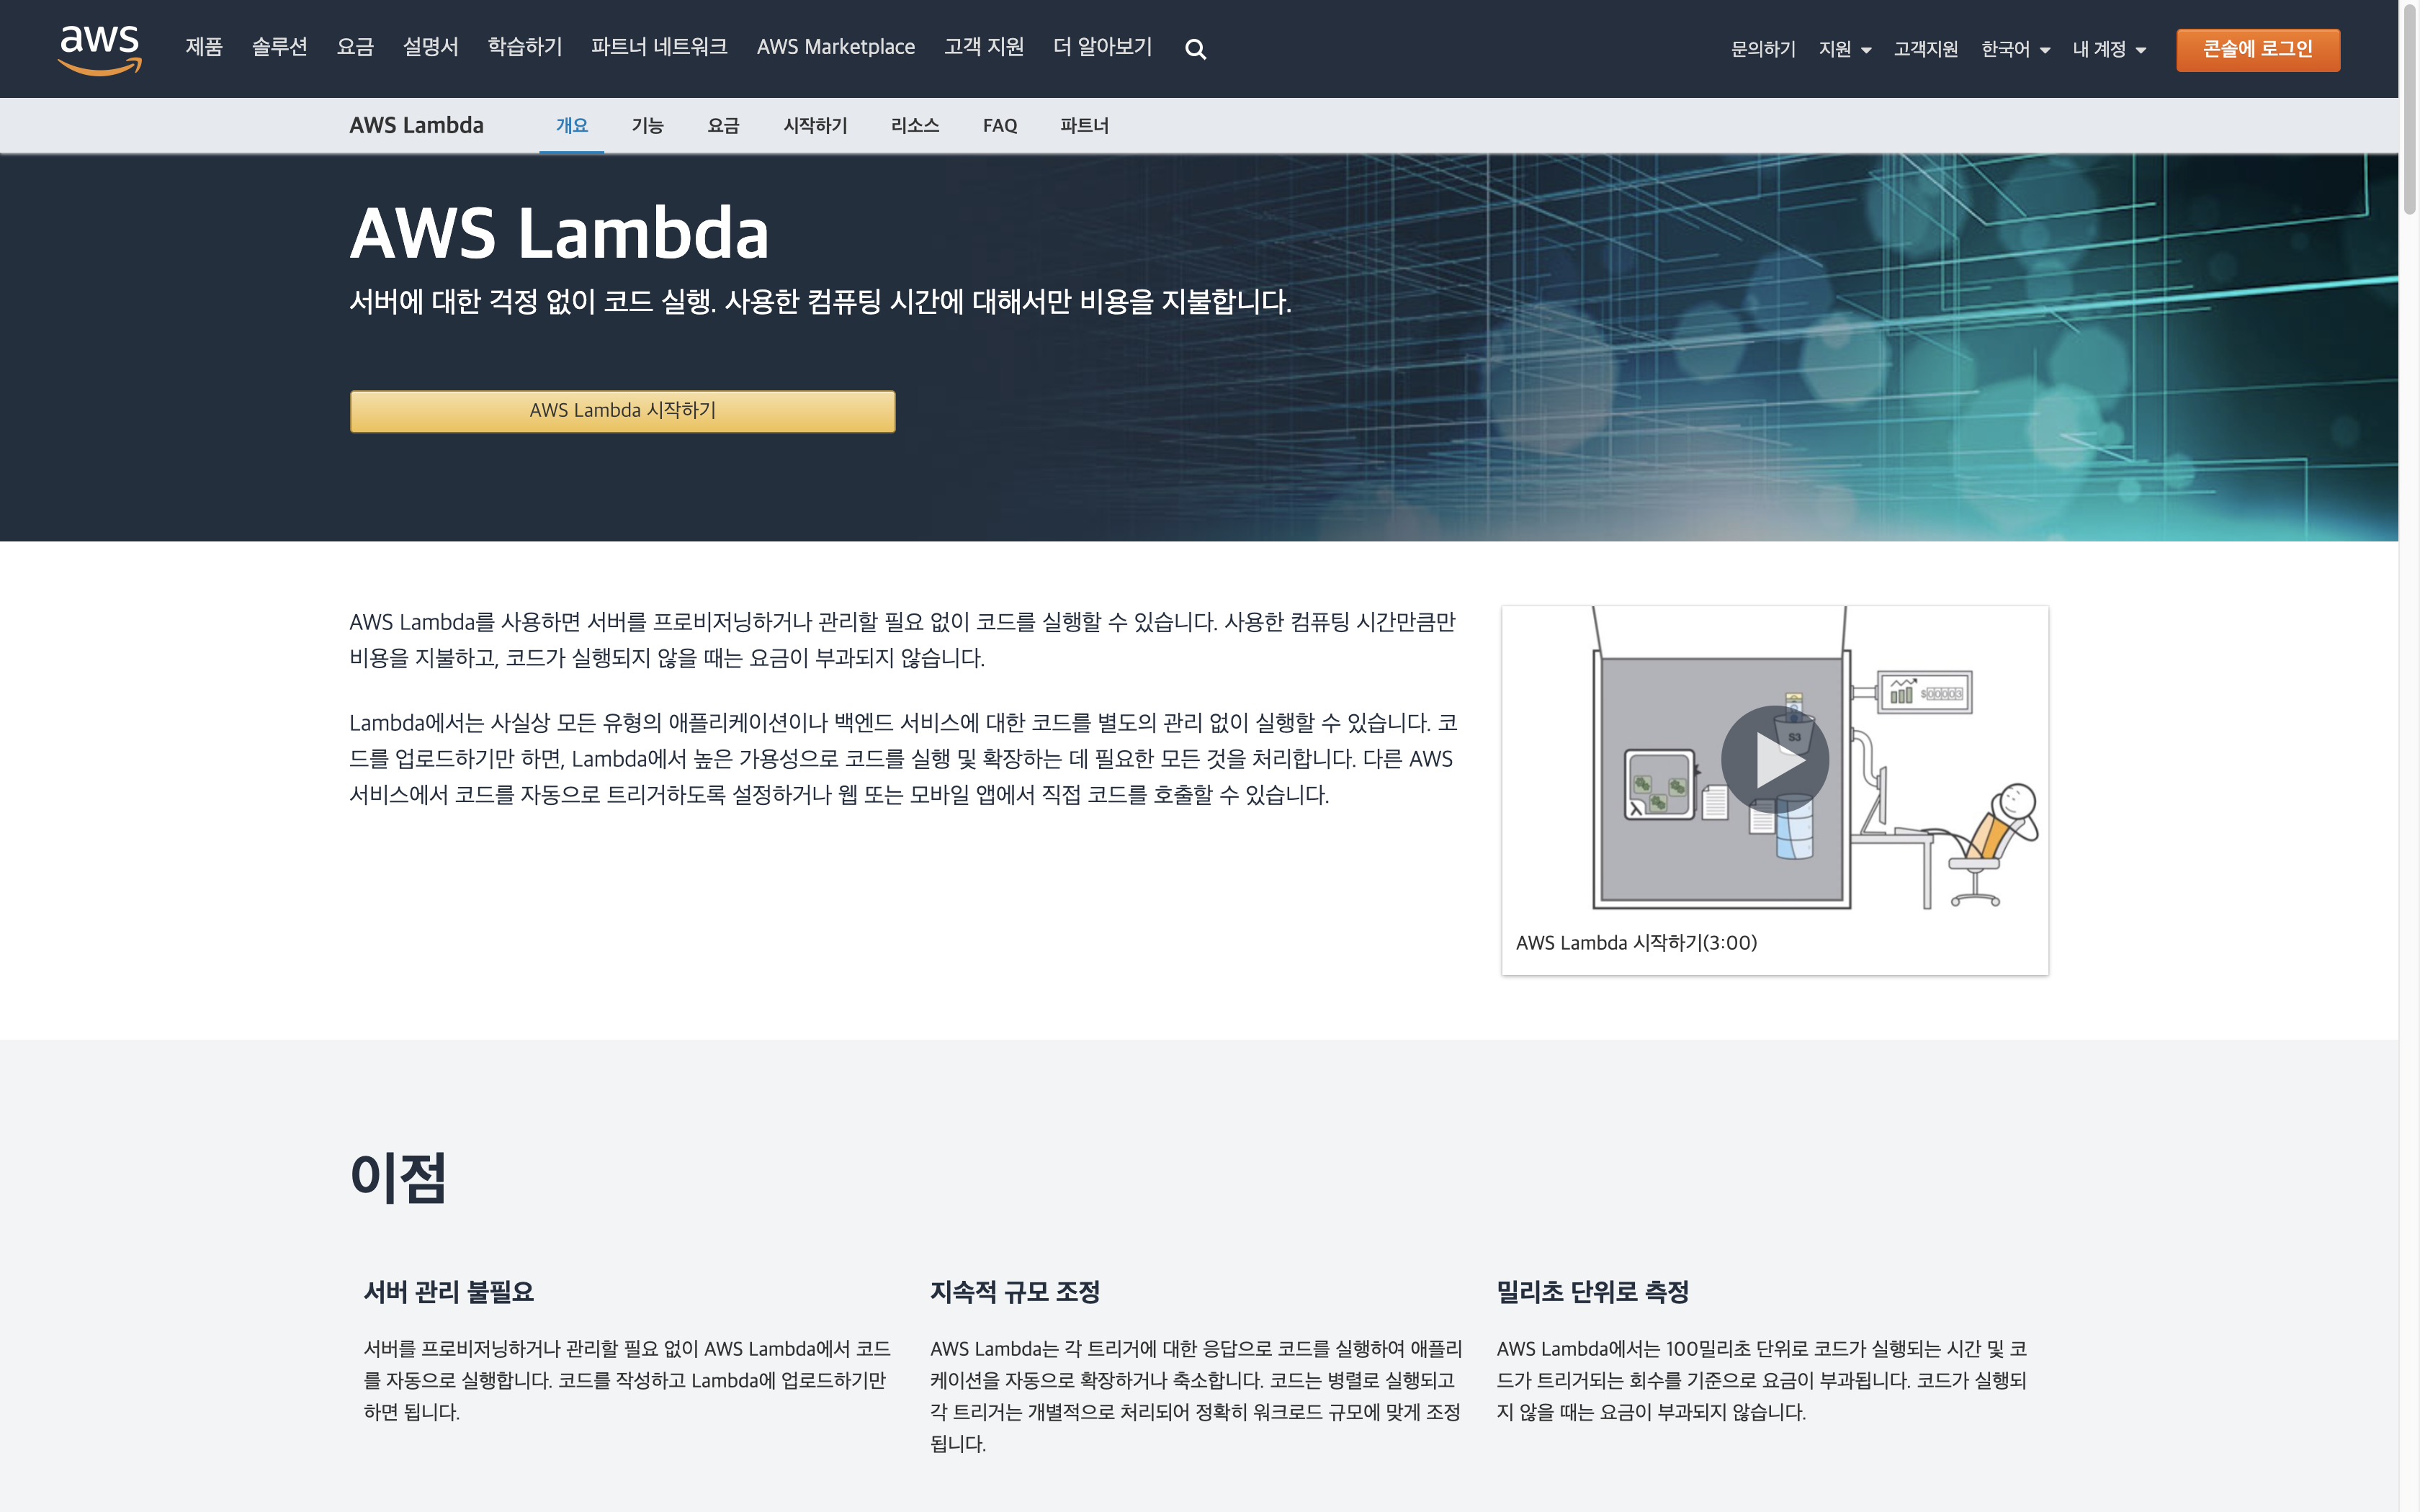 aws 제품 솔루션 요금 설명서 학습하기 파트너 네트워크 AWS Marketplace 고객 지원 더 알아보기 문의하기 지원 고객지원 한국어 내 계정 콘솔에 로그인
AWS Lambda 개요 기능 요금 시작하기 리소스 FAQ 파트너
AWS Lambda
서버에 대한 걱정 없이 코드 실행. 사용한 컴퓨팅 시간에 대해서만 비용을 지불합니다.
AWS Lambda 시작하기
AWS Lambda를 사용하면 서버를 프로비저닝하거나 관리할 필요 없이 코드를 실행할 수 있습니다. 사용한 컴퓨팅 시간만큼만
비용을 지불하고, 코드가 실행되지 않을 때는 요금이 부과되지 않습니다.
Lambda에서는 사실상 모든 유형의 애플리케이션이나 백엔드 서비스에 대한 코드를 별도의 관리 없이 실행할 수 있습니다. 코
드를 업로드하기만 하면, Lambda에서 높은 가용성으로 코드를 실행 및 확장하는 데 필요한 모든 것을 처리합니다. 다른 AWS
서비스에서 코드를 자동으로 트리거하도록 설정하거나 웹 또는 모바일 앱에서 직접 코드를 호출할 수 있습니다.
$00003
S3
AWS Lambda 시작하기(3:00)
이점
서버 관리 불필요
서버를 프로비저닝하거나 관리할 필요 없이 AWS Lambda에서 코드
를 자동으로 실행합니다. 코드를 작성하고 Lambda에 업로드하기만
하면 됩니다.
지속적 규모 조정
AWS Lambda는 각 트리거에 대한 응답으로 코드를 실행하여 애플리
케이션을 자동으로 확장하거나 축소합니다. 코드는 병렬로 실행되고
각 트리거는 개별적으로 처리되어 정확히 워크로드 규모에 맞게 조정
됩니다.
밀리초 단위로 측정
AWS Lambda에서는 100밀리초 단위로 코드가 실행되는 시간 및 코
드가 트리거되는 회수를 기준으로 요금이 부과됩니다. 코드가 실행되
지 않을 때는 요금이 부과되지 않습니다.